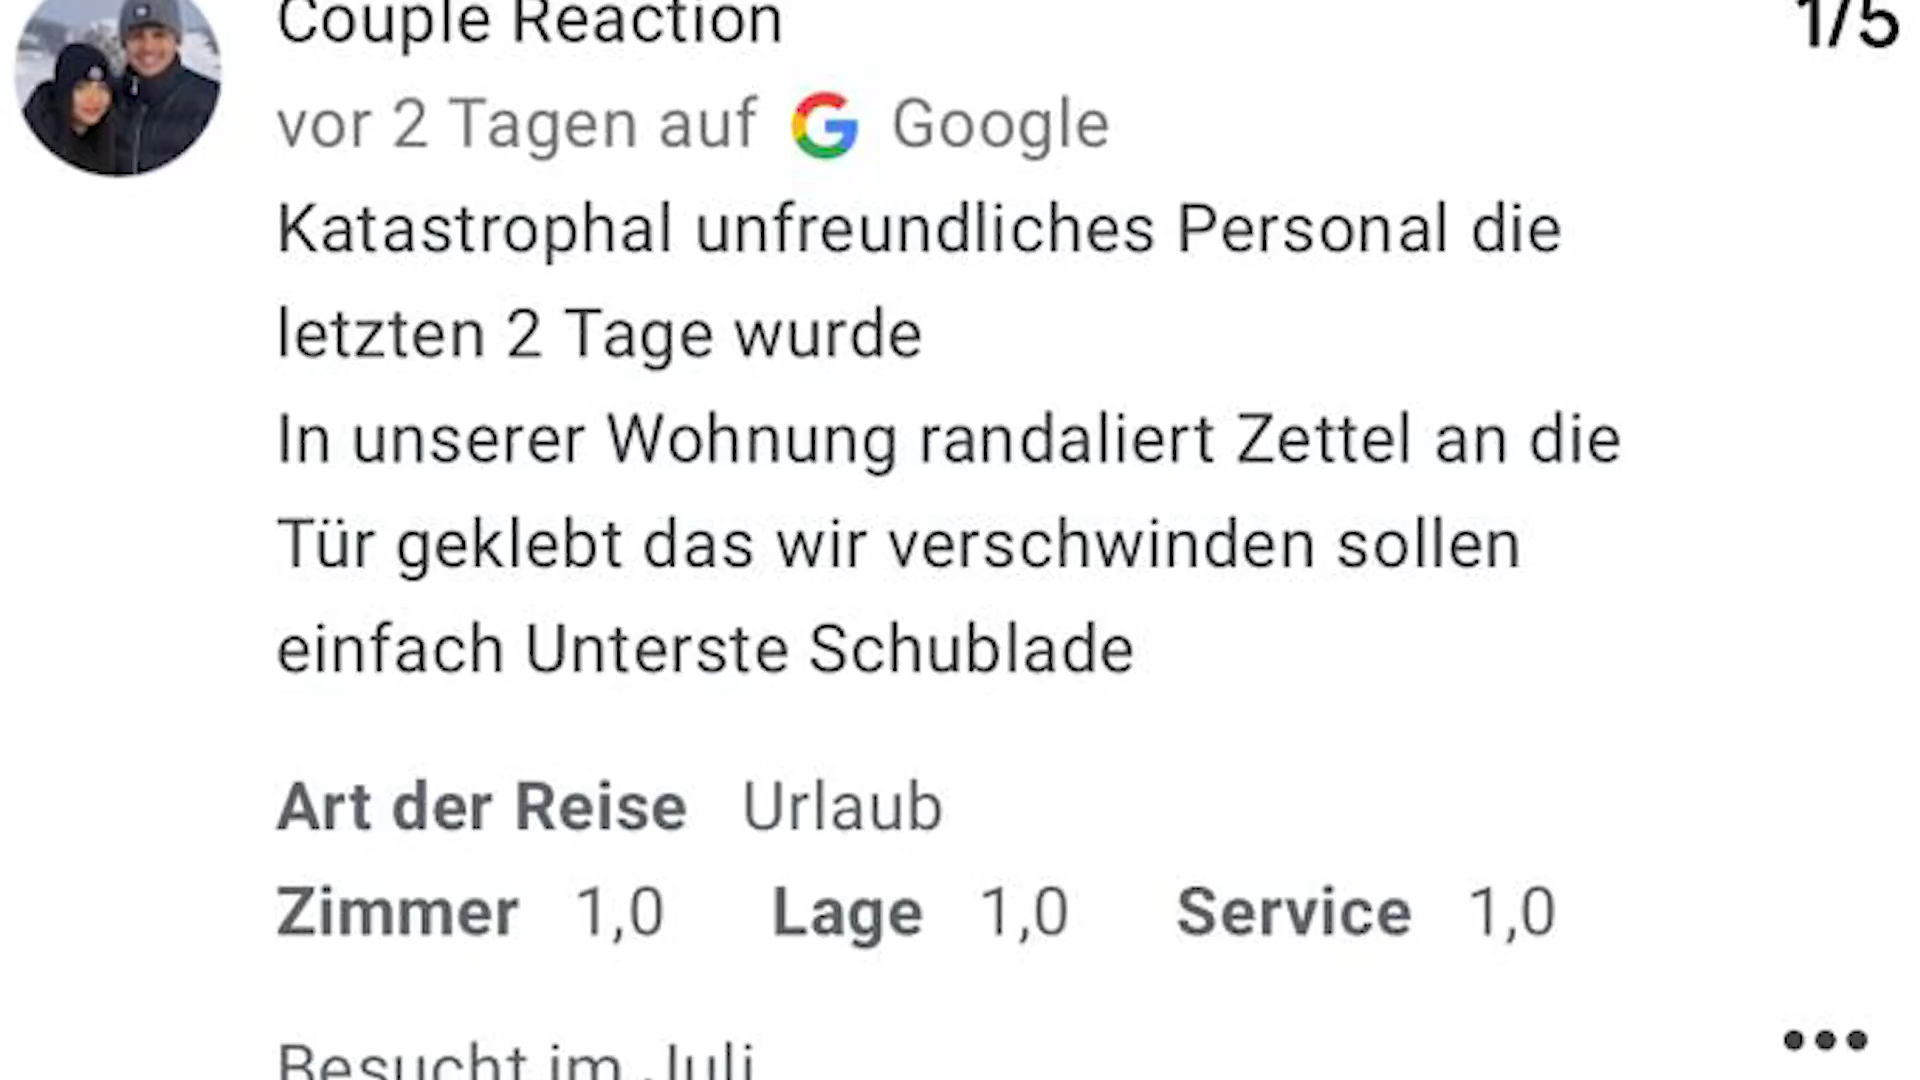 Couple Reaction 1/5
vor 2 Tagen auf Google
Katastrophal unfreundliches Personal die
letzten 2 Tage wurde
In unserer Wohnung randaliert Zettel an die
Tür geklebt das wir verschwinden sollen
einfach Unterste Schublade
Art der Reise Urlaub
Zimmer 1,0 Lage 1,0 Service 1,0
Besucht im Juli